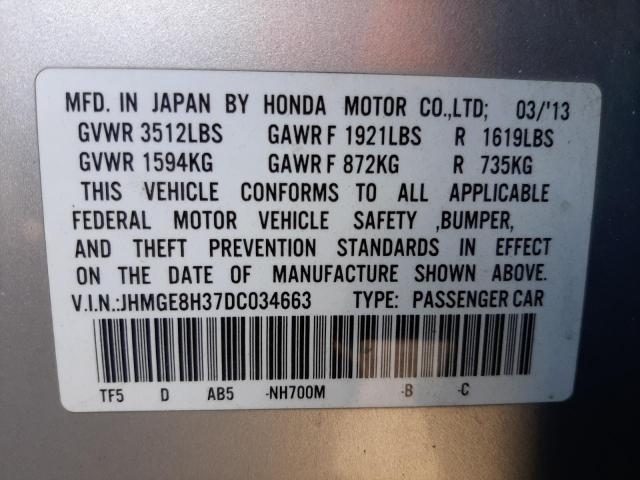 MFD. IN JAPAN BY HONDA MOTOR CO.,LTD; 03/'13
GVWR 3512LBS GAWR F 1921LBS R 1619LBS
GVWR 1594KG GAWR F 872KG R 735KG
THIS VEHICLE CONFORMS TO ALL APPLICABLE
FEDERAL MOTOR VEHICLE SAFETY ,BUMPER,
AND THEFT PREVENTION STANDARDS IN EFFECT
ON THE DATE OF MANUFACTURE SHOWN ABOVE.
V.I.N.:JHMGE8H37DC034663 TYPE: PASSENGER CAR
TF5 D AB5 -NH700M -B -C